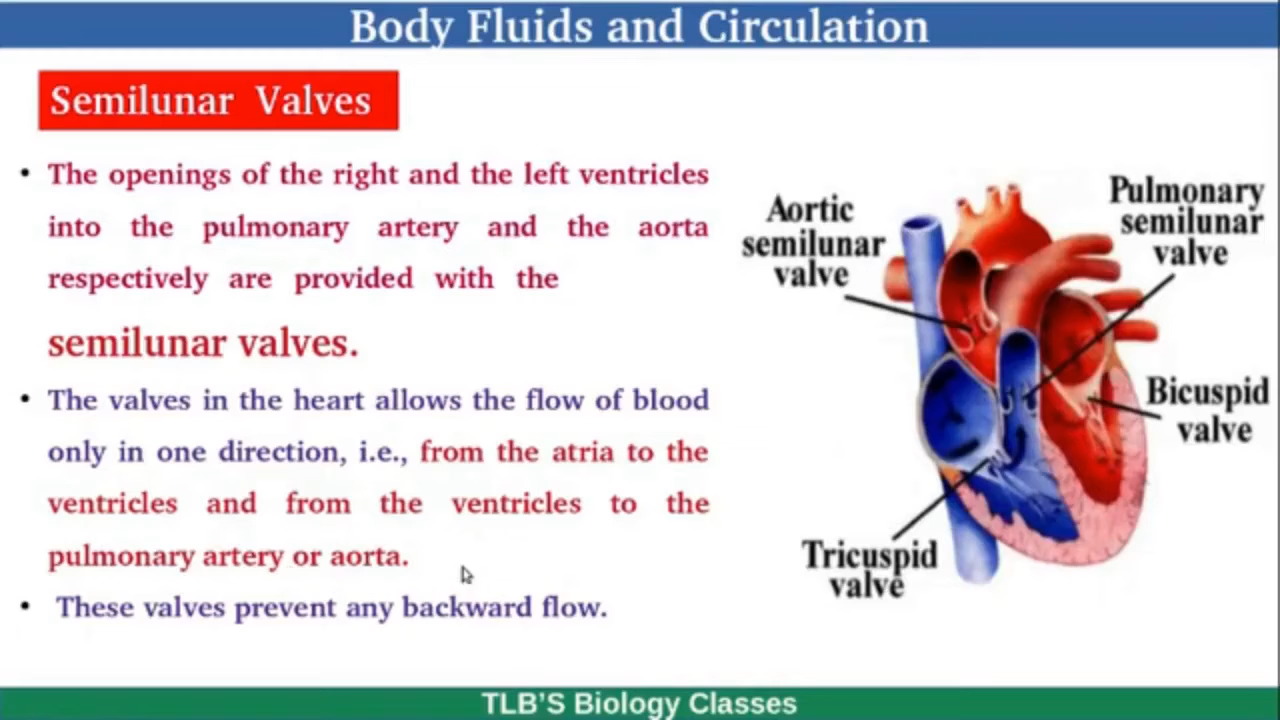 Body Fluids and Circulation
Semilunar Valves
• The openings of the right and the left ventricles
into the pulmonary artery and the aorta
respectively are provided with the
semilunar valves.
• The valves in the heart allows the flow of blood
only in one direction, i.e., from the atria to the
ventricles and from the ventricles to the
pulmonary artery or aorta.
• These valves prevent any backward flow.
Aortic
semilunar
valve
Pulmonary
semilunar
valve
Bicuspid
valve
Tricuspid
valve
TLB'S Biology Classes